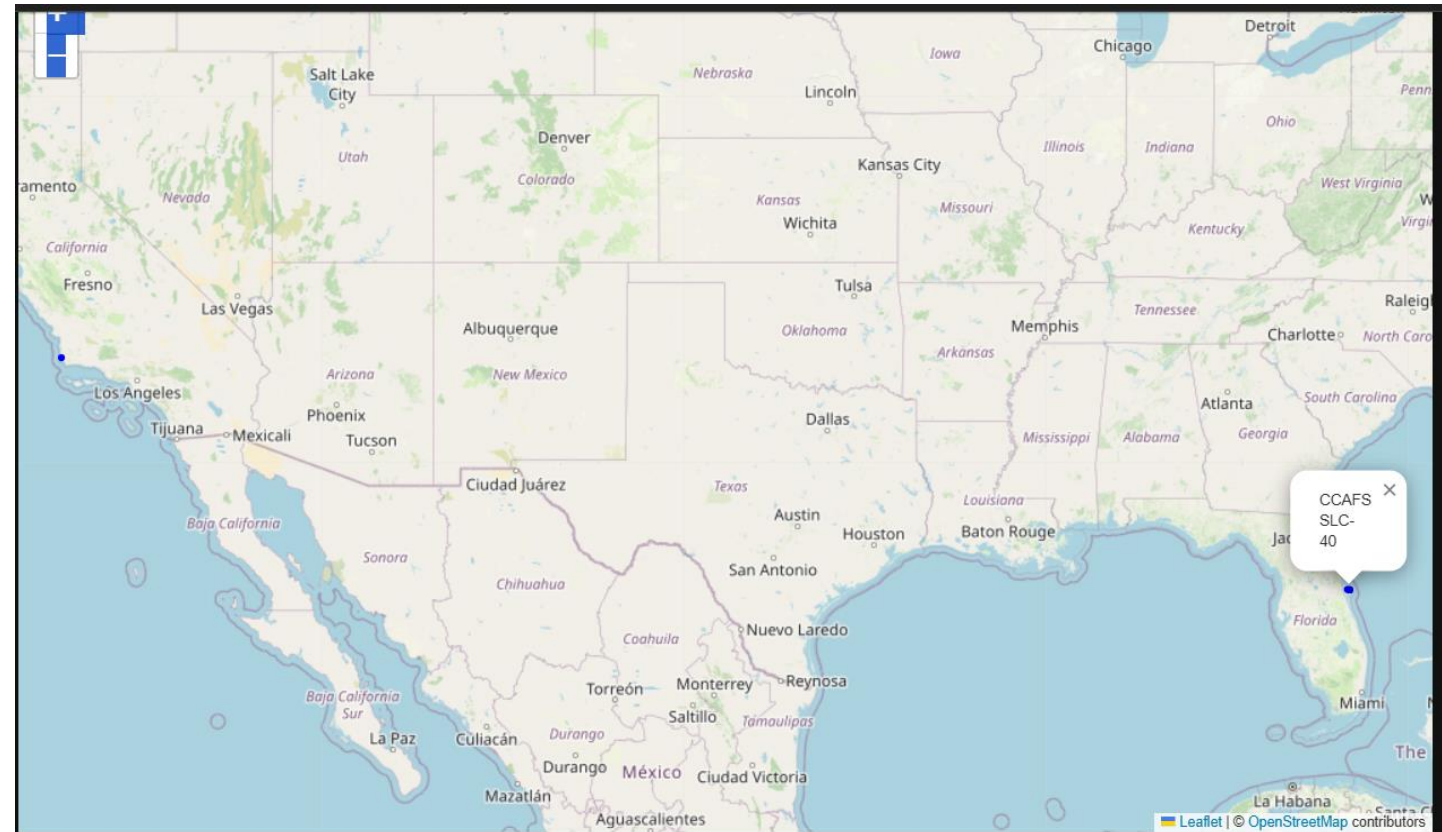 +
−
Detroit
Chicago
Iowa
Nebraska
Salt Lake
City
Lincoln
Ohio
Denver
Utah
Illinois
Indiana
Kansas City
Colorado
West Virginia
Nevada
Kansas
Missouri
Wichita
Kentucky
California
Fresno
Tulsa
Las Vegas
Tennessee
Albuquerque
Oklahoma
Memphis
Charlotte
Arkansas
Arizona
New Mexico
Los Angeles
South Carolina
Atlanta
Phoenix
Dallas
Tijuana
Mexicali
Tucson
Mississippi
Alabama
Georgia
Ciudad Juárez
Texas
Louisiana
CCAFS
SLC-
40
×
Austin
Baja California
Houston
Baton Rouge
Sonora
San Antonio
Chihuahua
Florida
Nuevo Laredo
Coahuila
Reynosa
Monterrey
Torreón
Baja California
Sur
Miami
Saltillo
Tamaulipas
Durango
La Paz
Culiacán
The
Durango
México
Ciudad Victoria
Mazatlán
La Habana
Aguascalientes
Leaflet | © OpenStreetMap contributors